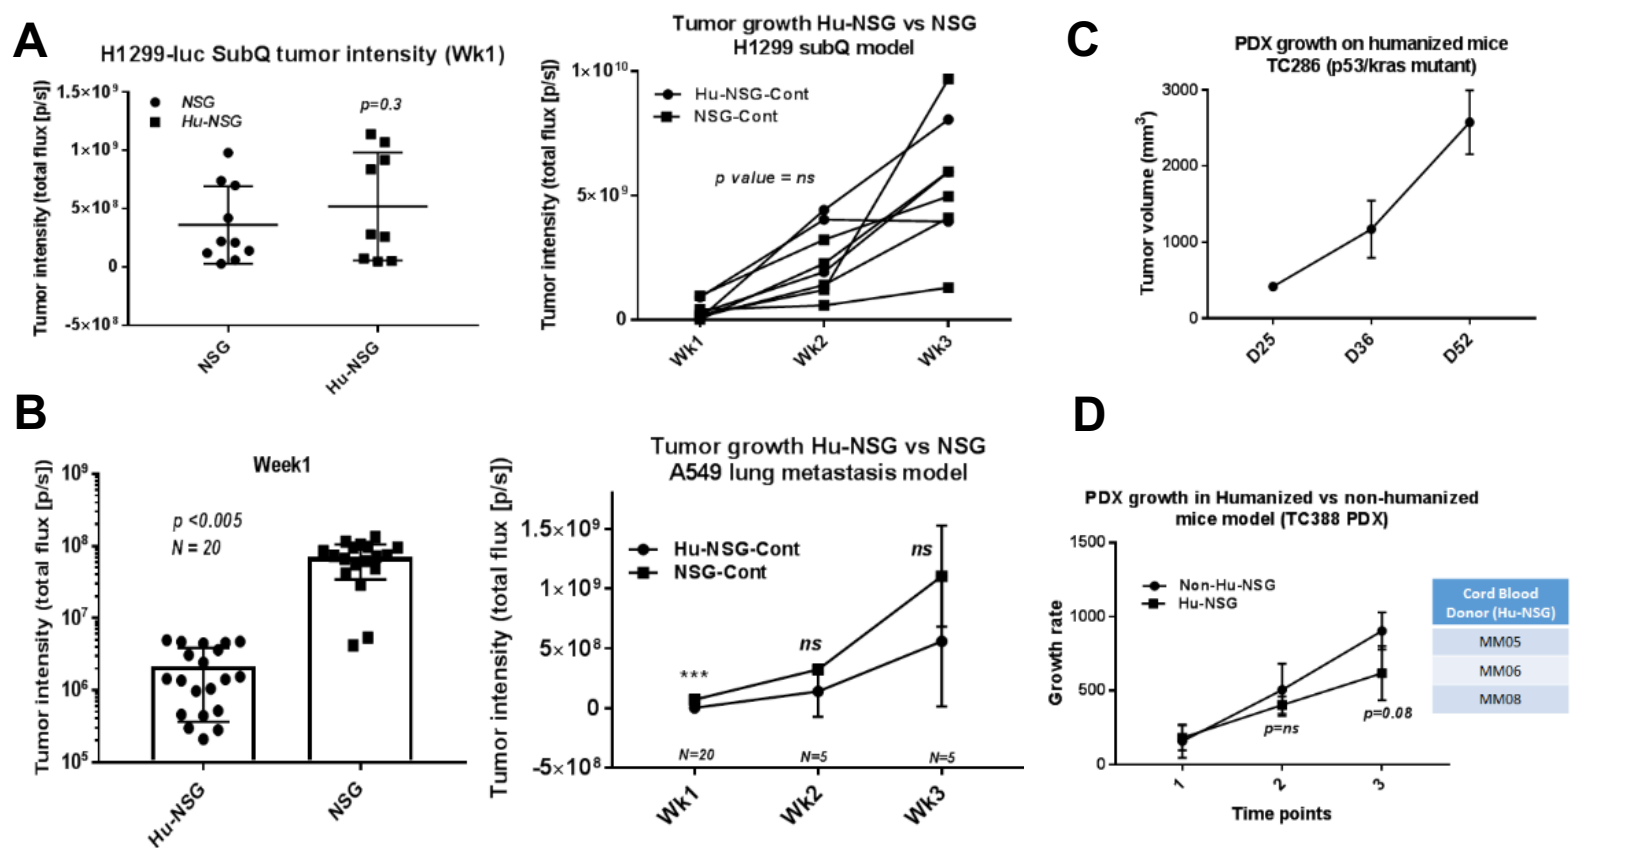 A
H1299-luc SubQ tumor intensity (Wk1)
Tumor intensity (total flux [p/s])
1.5×10⁹
1×10⁹
5×10⁸
0
-5×10⁸
NSG
Hu-NSG
p=0.3
NSG
Hu-NSG
Tumor growth Hu-NSG vs NSG
H1299 subQ model
Tumor intensity (total flux [p/s])
1×10¹⁰
5×10⁹
0
Hu-NSG-Cont
NSG-Cont
p value = ns
Wk1
Wk2
Wk3
C
PDX growth on humanized mice
TC286 (p53/kras mutant)
Tumor volume (mm³)
3000
2000
1000
0
D25
D36
D52
B
Week1
Tumor intensity (total flux [p/s])
10⁹
10⁸
10⁷
10⁶
10⁵
p <0.005
N = 20
Hu-NSG
NSG
Tumor growth Hu-NSG vs NSG
A549 lung metastasis model
Tumor intensity (total flux [p/s])
1.5×10⁹
1×10⁹
5×10⁸
0
-5×10⁸
Hu-NSG-Cont
NSG-Cont
***
ns
ns
N=20
N=5
N=5
Wk1
Wk2
Wk3
D
PDX growth in Humanized vs non-humanized
mice model (TC388 PDX)
Growth rate
1500
1000
500
0
Non-Hu-NSG
Hu-NSG
p=ns
p=0.08
1
2
3
Time points
Cord Blood
Donor (Hu-NSG)
MM05
MM06
MM08